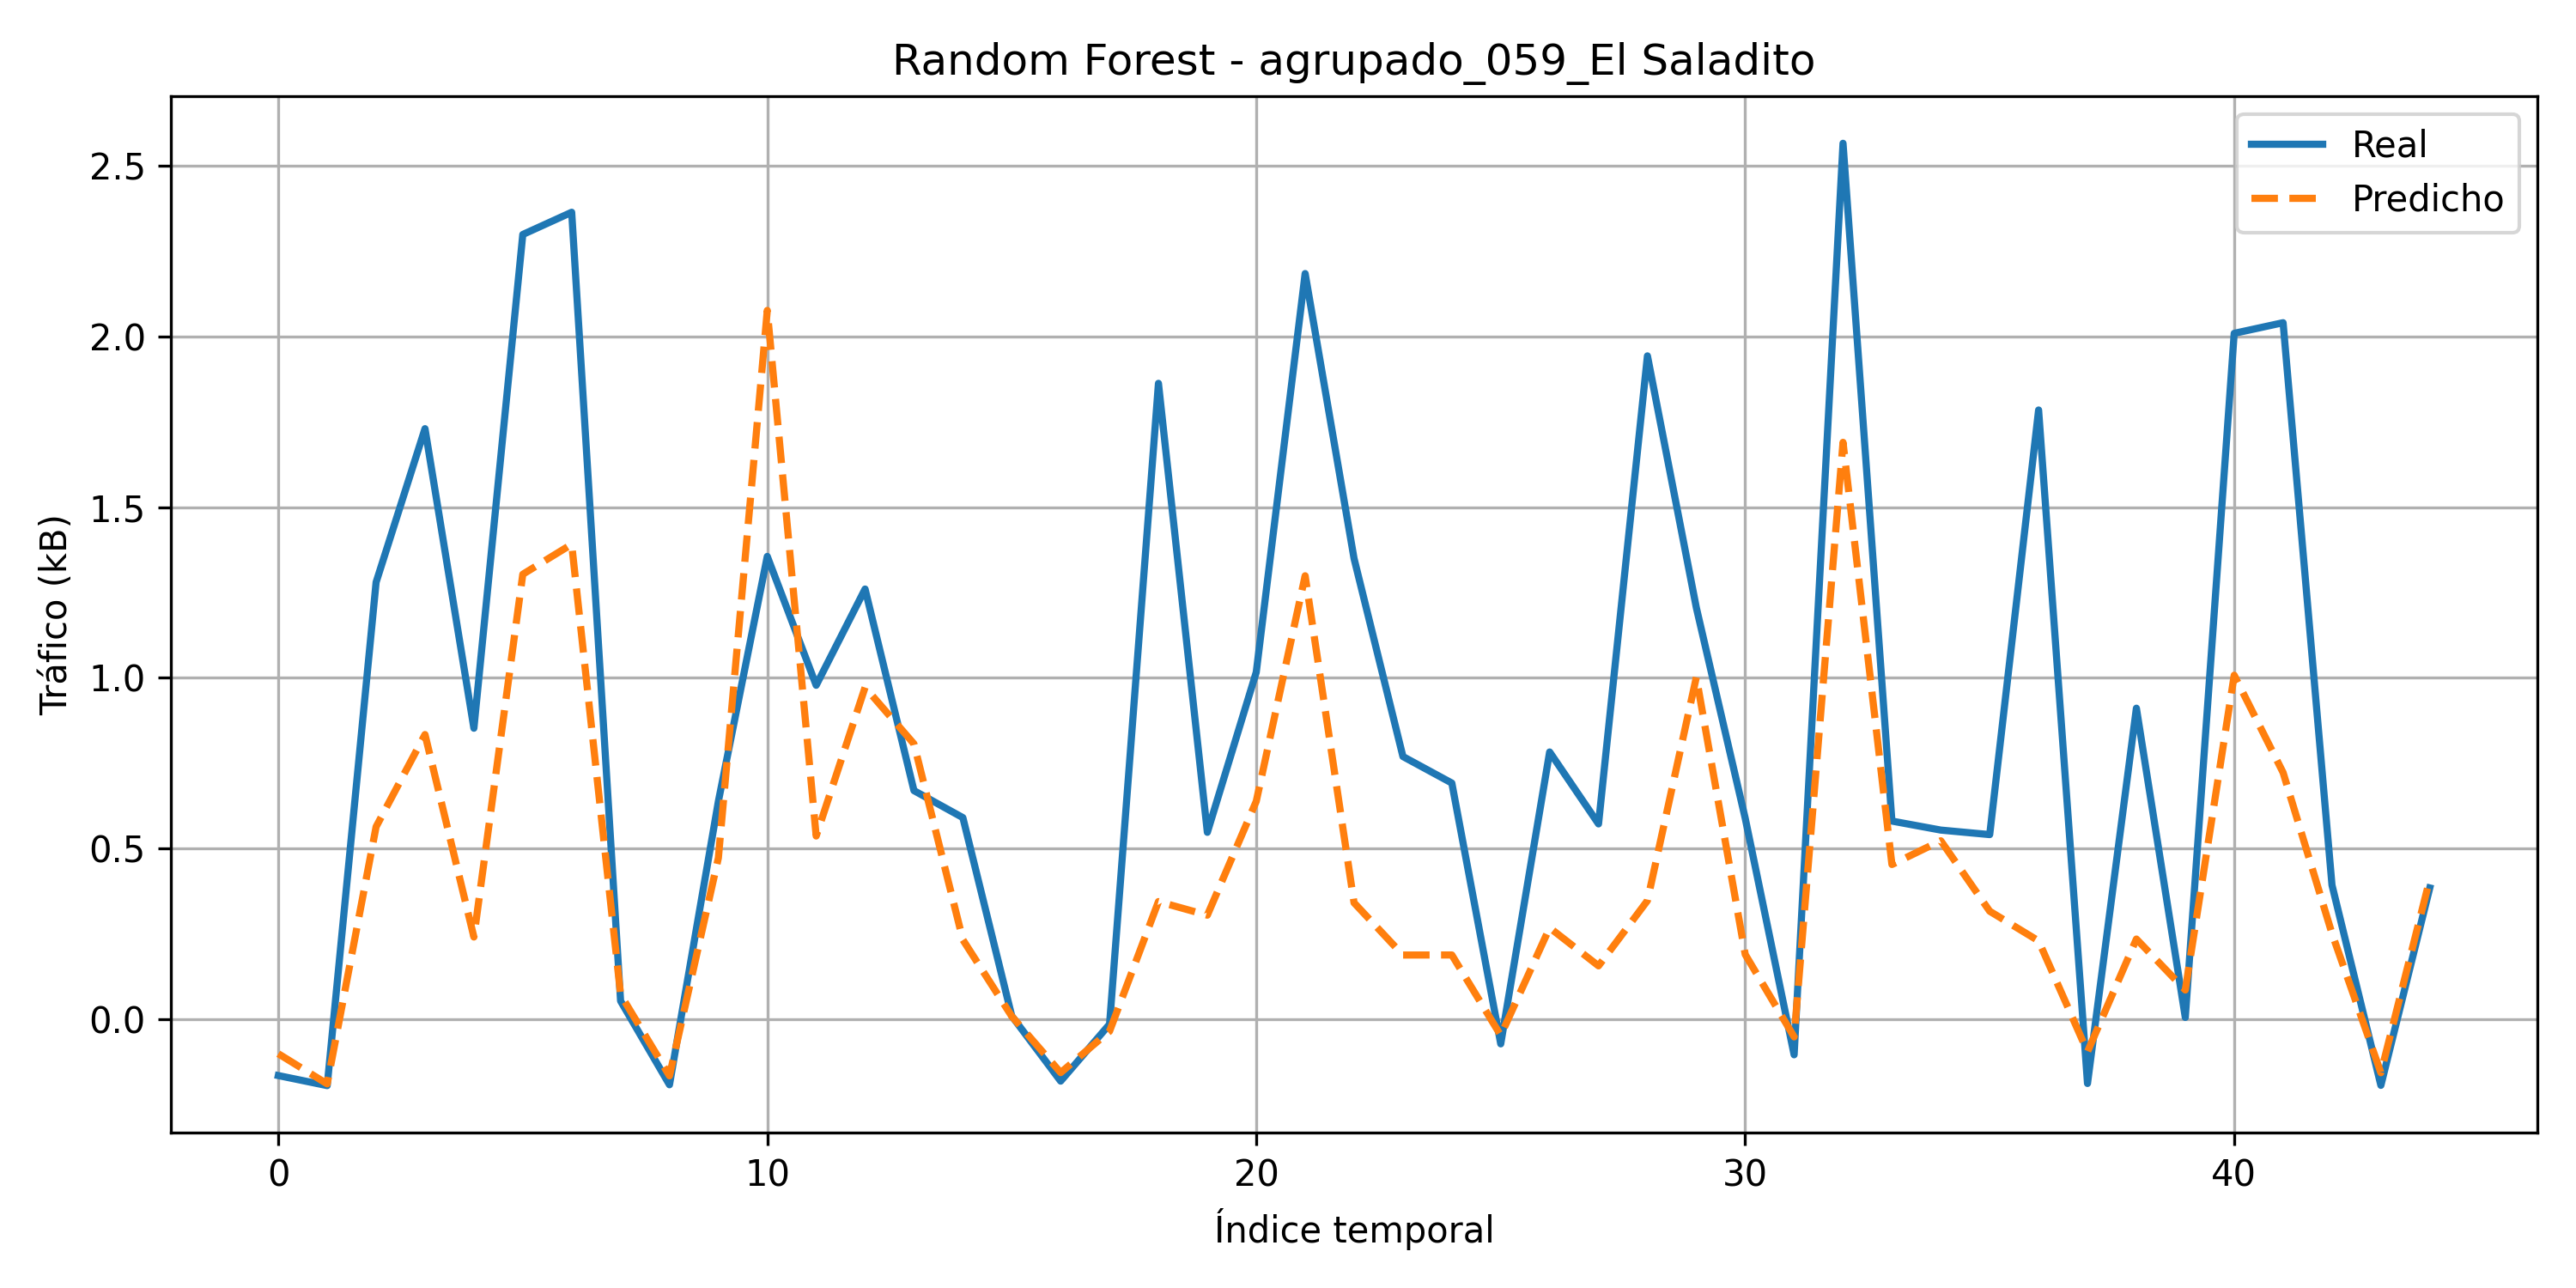 Random Forest - agrupado_059_El Saladito
Real
Predicho
Tráfico (kB)
2.5
2.0
1.5
1.0
0.5
0.0
0
10
20
30
40
Índice temporal